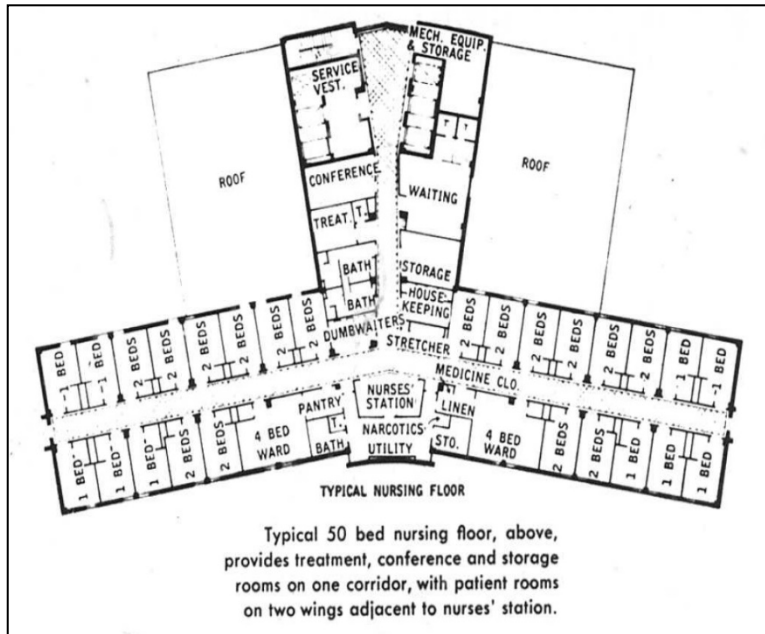 MECH. EQUIP.
& STORAGE
SERVICE
VEST.
T
T
ROOF
ROOF
CONFERENCE
WAITING
TREAT.
T.
BATH
STORAGE
BATH
HOUSE
KEEPING
DUMBWAITERS
STRETCHER
1 BED
1 BED
2 BEDS
2 BEDS
2 BEDS
2 BEDS
2 BEDS
2 BEDS
2 BEDS
2 BEDS
2 BEDS
2 BEDS
2 BEDS
2 BEDS
1 BED
1 BED
MEDICINE CLO.
NURSES'
STATION
PANTRY
T.
LINEN
NARCOTICS
UTILITY
BATH
STO.
1 BED
1 BED
1 BED
2 BEDS
2 BEDS
4 BED
WARD
4 BED
WARD
2 BEDS
2 BEDS
1 BED
1 BED
1 BED
TYPICAL NURSING FLOOR
Typical 50 bed nursing floor, above,
provides treatment, conference and storage
rooms on one corridor, with patient rooms
on two wings adjacent to nurses' station.